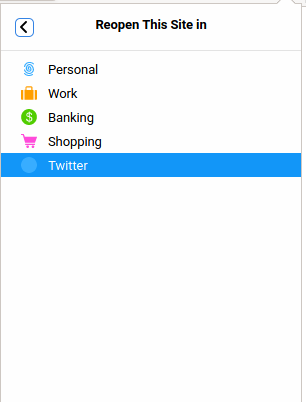 Reopen This Site in
Personal
Work
$ Banking
Shopping
Twitter